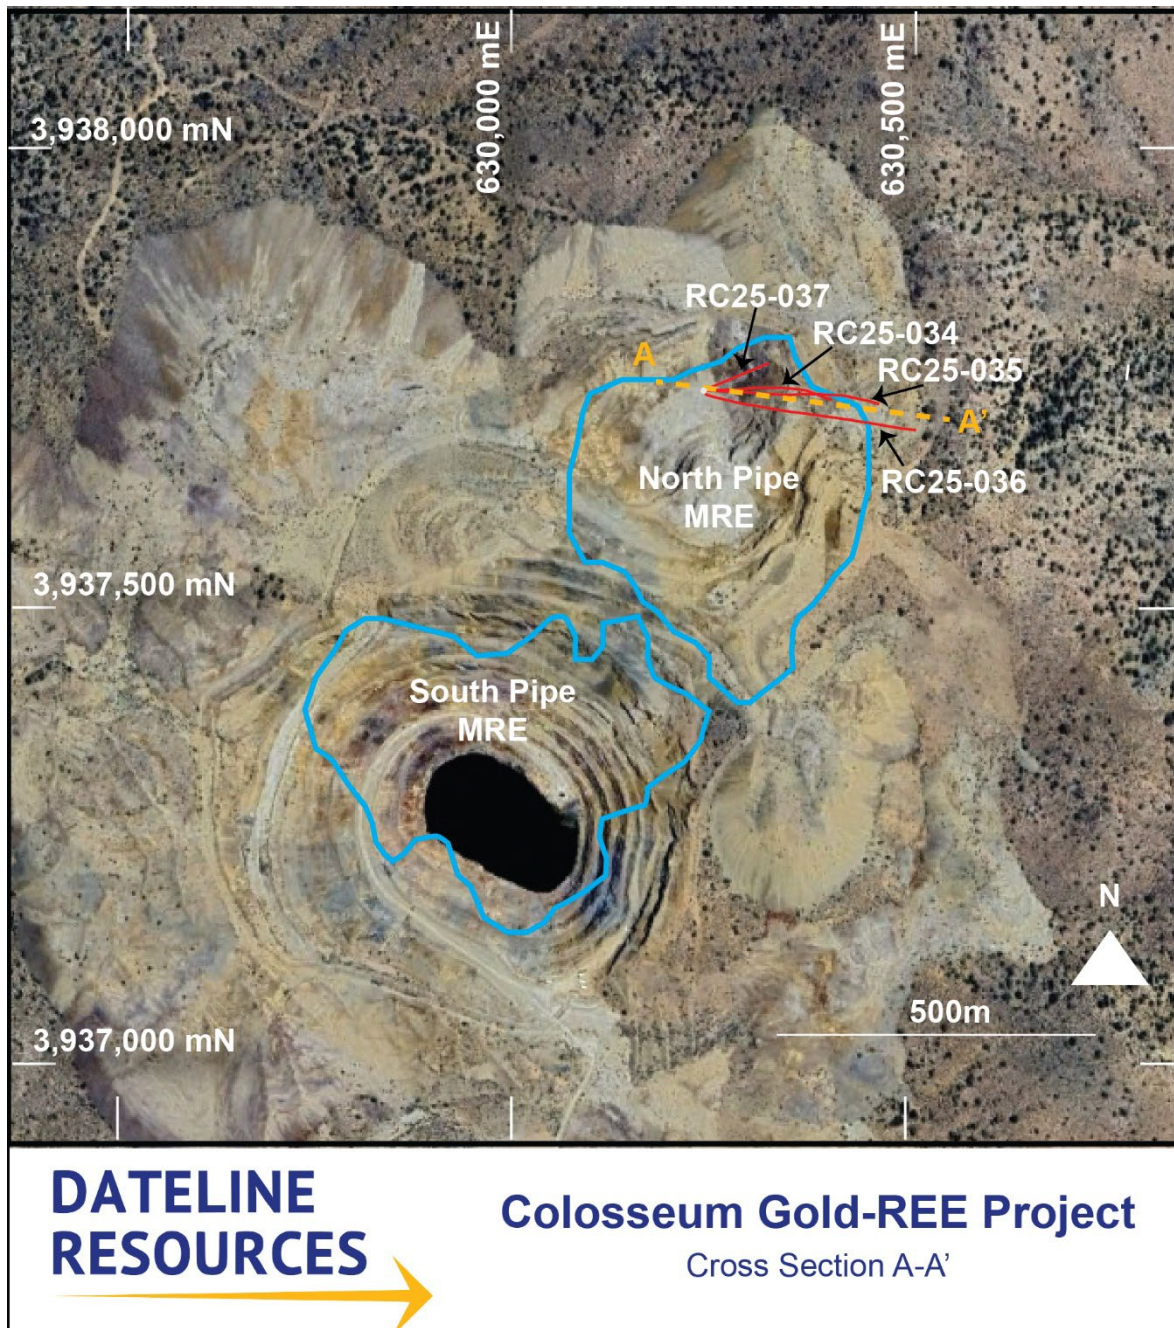 630,000 mE
630,500 mE
3,938,000 mN
RC25-037
RC25-034
A
RC25-035
A'
RC25-036
North Pipe
MRE
3,937,500 mN
South Pipe
MRE
N
500m
3,937,000 mN
DATELINE
RESOURCES
Colosseum Gold-REE Project
Cross Section A-A'